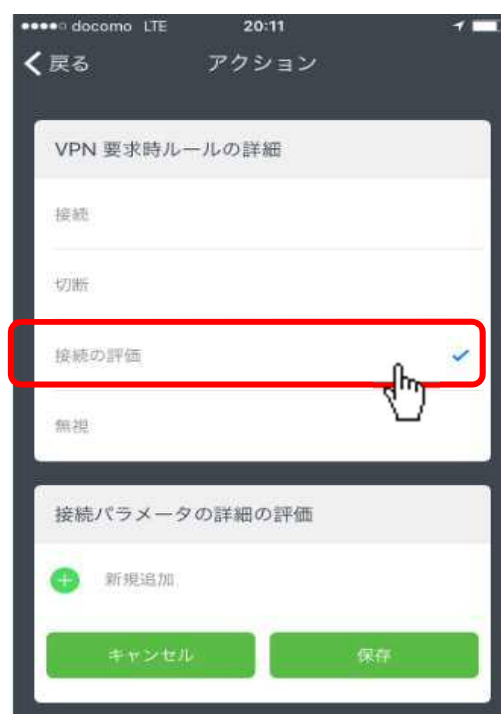 docomo LTE 20:11
戻る アクション
VPN 要求時ルールの詳細
接続
切断
接続の評価
無視
接続パラメータの詳細の評価
新規追加
キャンセル 保存